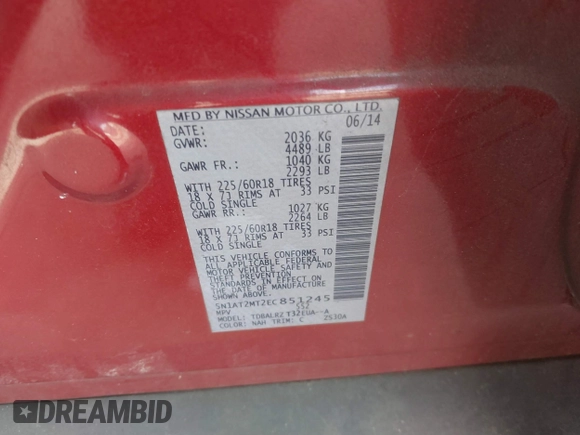 MFD BY NISSAN MOTOR CO., LTD.
DATE: 06/14
GVWR: 2036 KG
4489 LB
GAWR FR.: 1040 KG
2293 LB
WITH 225/60R18 TIRES
18 X 7J RIMS AT 33 PSI
COLD SINGLE
GAWR RR.: 1027 KG
2264 LB
WITH 225/60R18 TIRES
18 X 7J RIMS AT 33 PSI
COLD SINGLE
THIS VEHICLE CONFORMS TO
ALL APPLICABLE FEDERAL
MOTOR VEHICLE SAFETY AND
THEFT PREVENTION
STANDARDS IN EFFECT ON
THE DATE OF MANUFACTURE
SHOWN ABOVE.
5N1AT2MT2EC851245
MPV
MODEL:
COLOR: NAH TRIM: C 2530A
DREAMBID